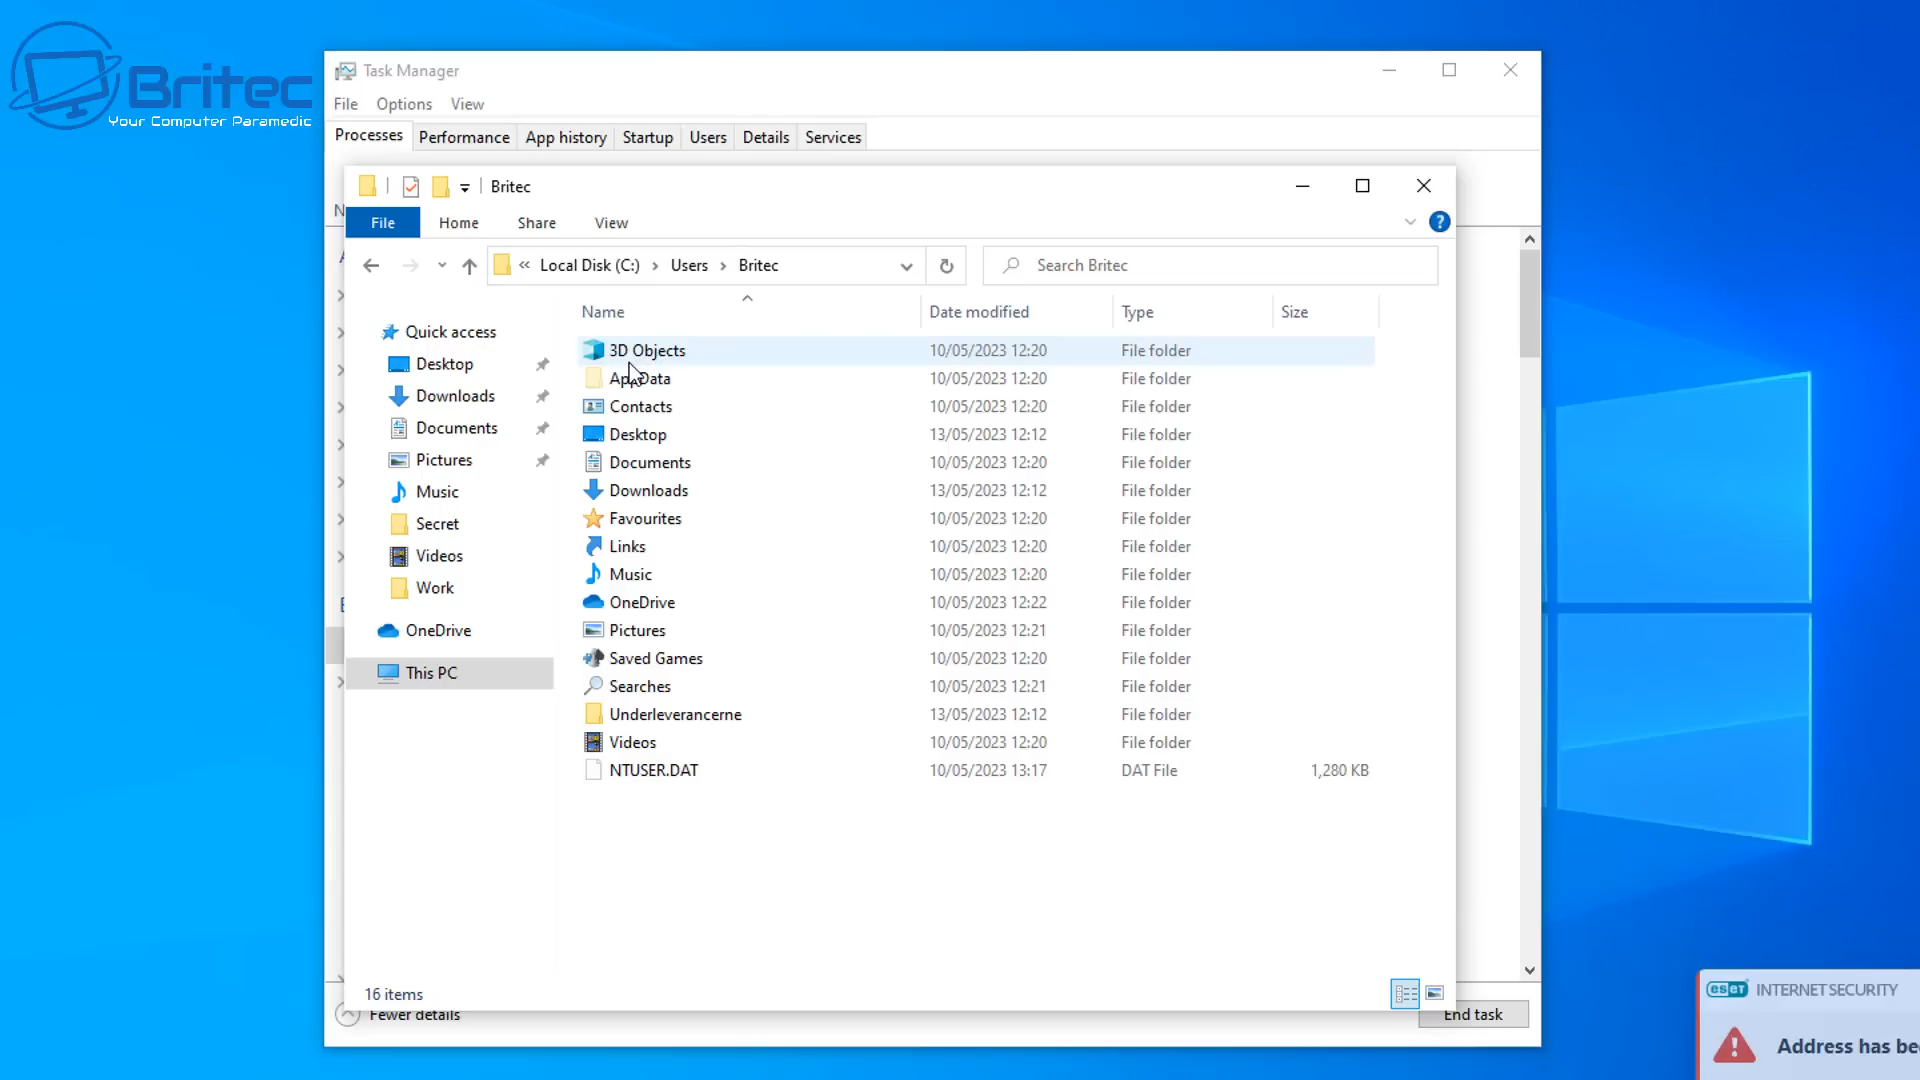 Britec
Your Computer Paramedic
Task Manager
File Options View
Processes Performance App history Startup Users Details Services
Britec
File Home Share View
« Local Disk (C:) › Users › Britec
Search Britec
Name Date modified Type Size
Quick access
Desktop
Downloads
Documents
Pictures
Music
Secret
Videos
Work
OneDrive
This PC
3D Objects 10/05/2023 12:20 File folder
AppData 10/05/2023 12:20 File folder
Contacts 10/05/2023 12:20 File folder
Desktop 13/05/2023 12:12 File folder
Documents 10/05/2023 12:20 File folder
Downloads 13/05/2023 12:12 File folder
Favourites 10/05/2023 12:20 File folder
Links 10/05/2023 12:20 File folder
Music 10/05/2023 12:20 File folder
OneDrive 10/05/2023 12:22 File folder
Pictures 10/05/2023 12:21 File folder
Saved Games 10/05/2023 12:20 File folder
Searches 10/05/2023 12:21 File folder
Underleverancerne 13/05/2023 12:12 File folder
Videos 10/05/2023 12:20 File folder
NTUSER.DAT 10/05/2023 13:17 DAT File 1,280 KB
16 items
Fewer details
End task
eset INTERNET SECURITY
Address has be